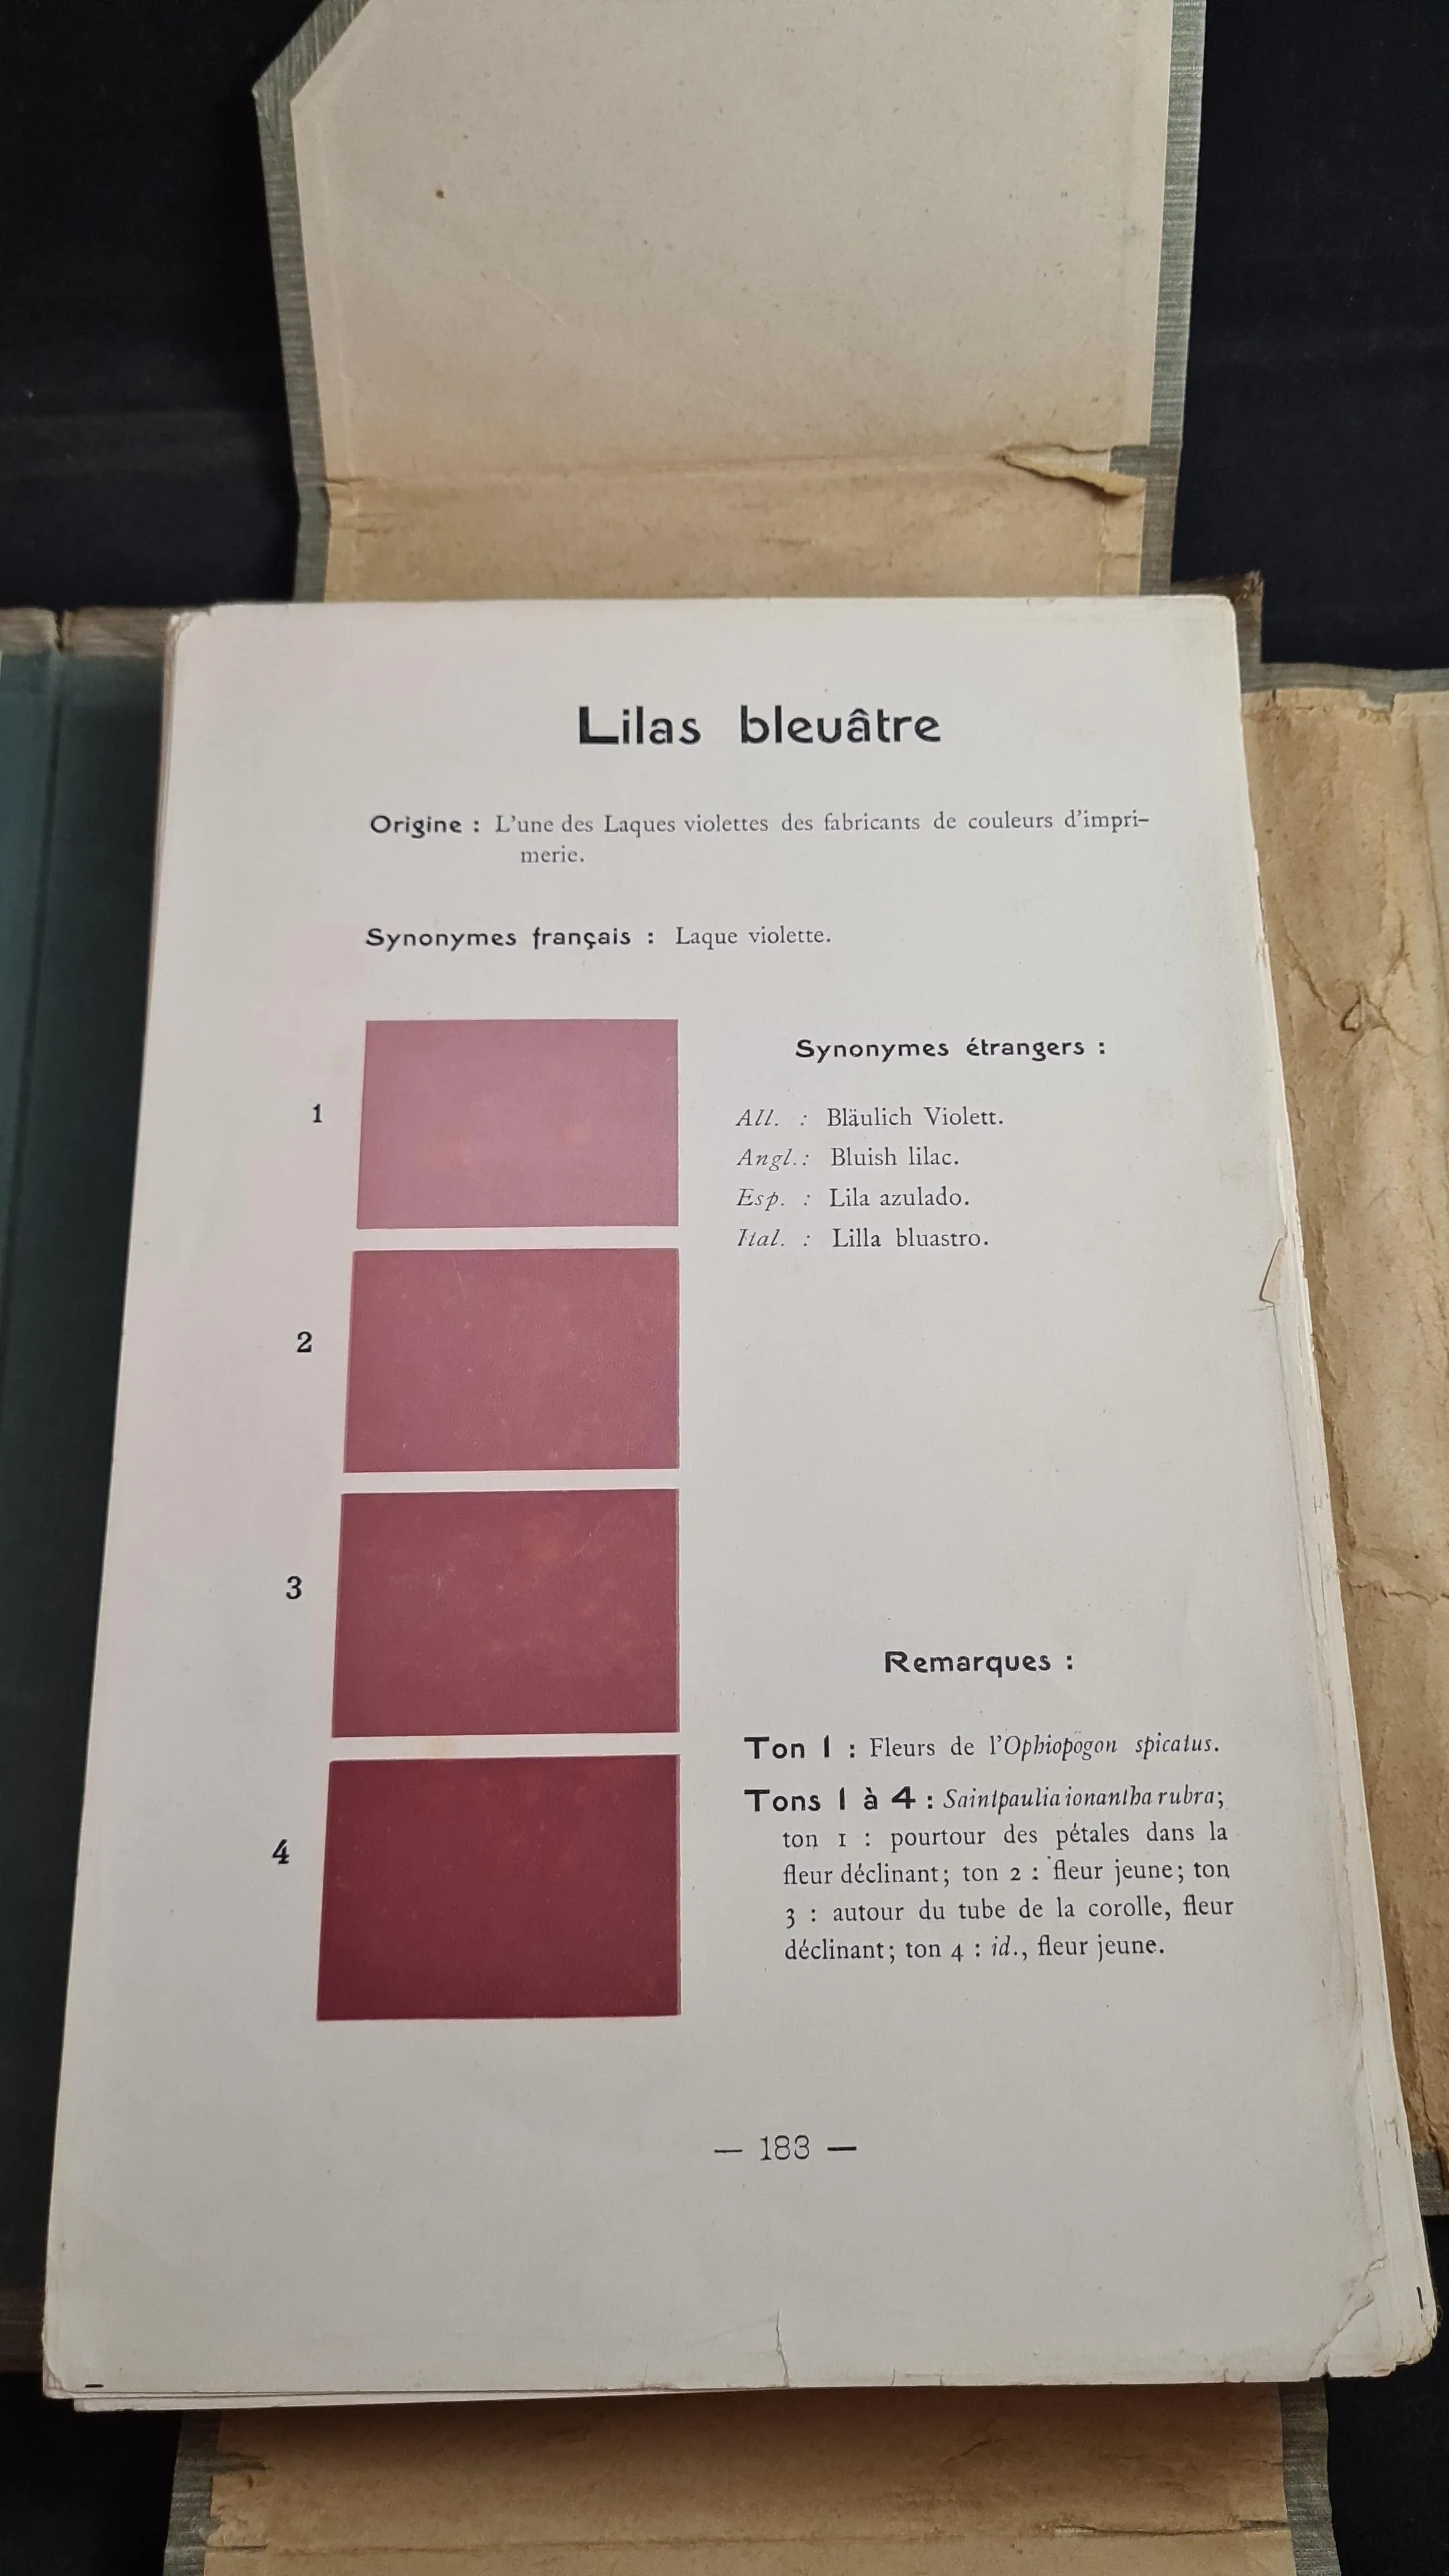 Lilas bleuâtre
Origine : L'une des Laques violettes des fabricants de couleurs d'impri-
merie.
Synonymes français : Laque violette.
1
Synonymes étrangers :
All. : Bläulich Violett.
Angl. : Bluish lilac.
Esp. : Lila azulado.
Ital. : Lilla bluastro.
2
3
4
Remarques :
Ton 1 : Fleurs de l'Ophiopogon spicatus.
Tons 1 à 4 : Saintpaulia ionantha rubra;
ton 1 : pourtour des pétales dans la
fleur déclinant; ton 2 : fleur jeune; ton
3 : autour du tube de la corolle, fleur
déclinant; ton 4 : id., fleur jeune.
— 183 —